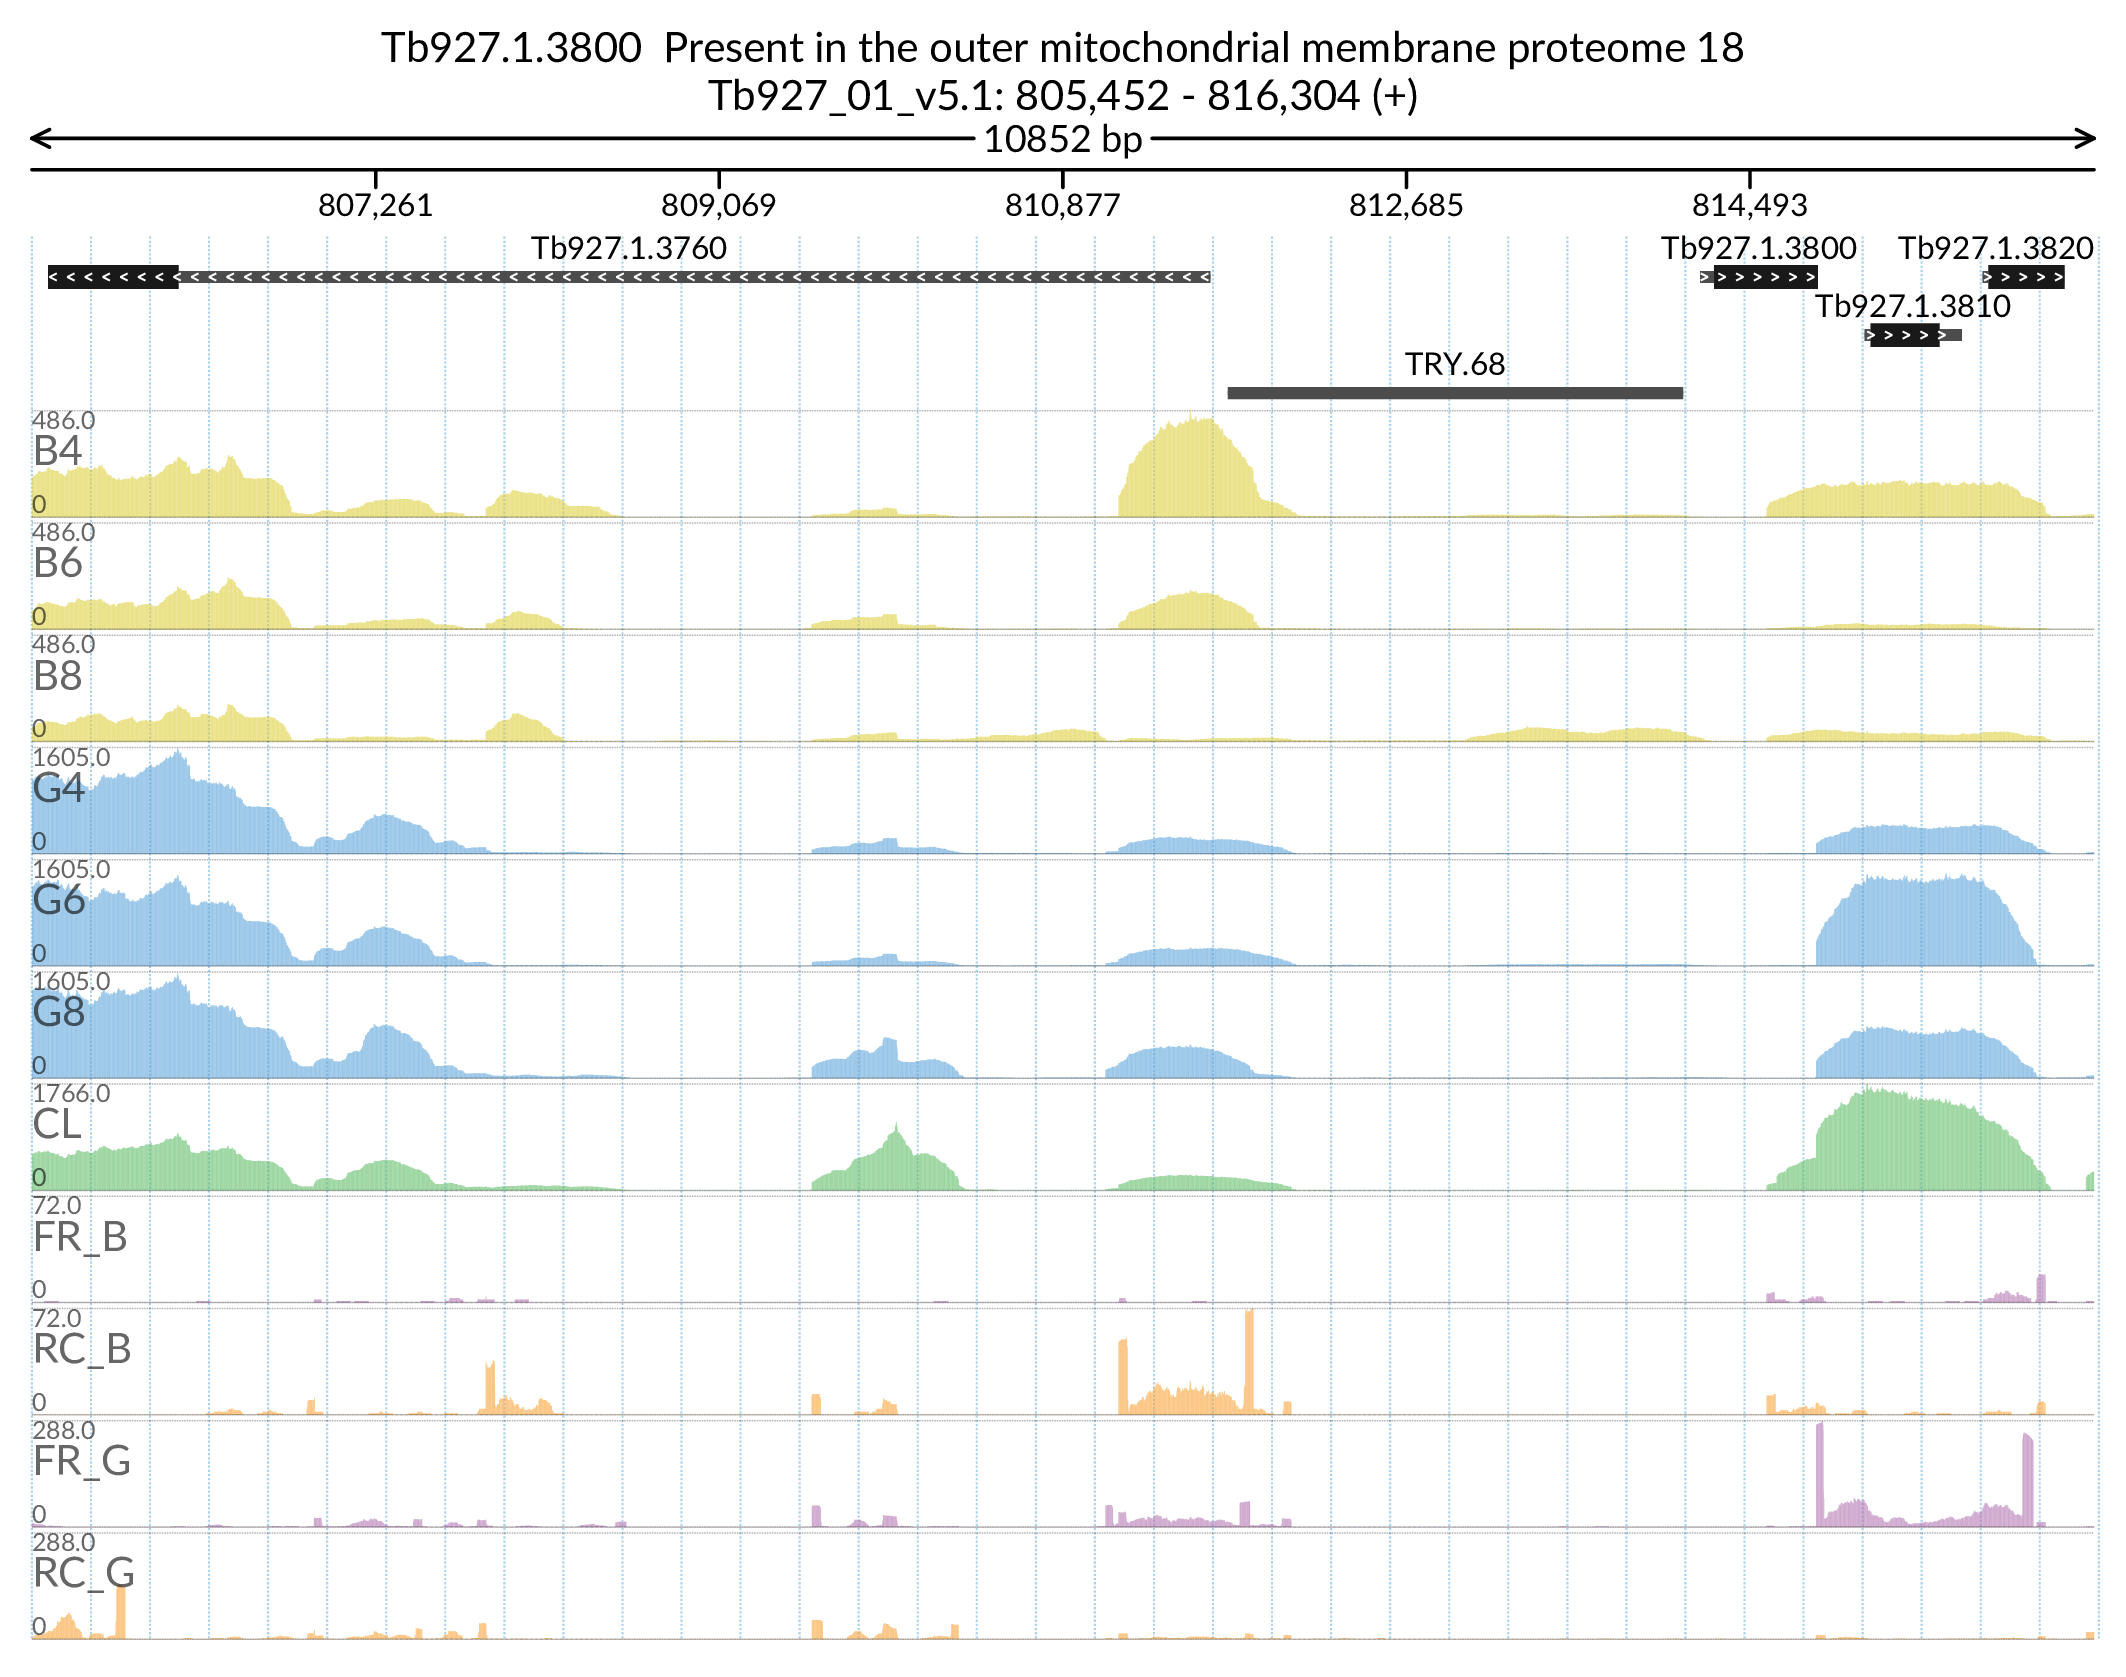 Tb927.1.3800  Present in the outer mitochondrial membrane proteome 18
Tb927_01_v5.1: 805,452 - 816,304 (+)
10852 bp
807,261 809,069 810,877 812,685 814,493
Tb927.1.3760 Tb927.1.3800 Tb927.1.3820
Tb927.1.3810
TRY.68
486.0
B4
0
486.0
B6
0
486.0
B8
0
1605.0
G4
0
1605.0
G6
0
1605.0
G8
0
1766.0
CL
0
72.0
FR_B
0
72.0
RC_B
0
288.0
FR_G
0
288.0
RC_G
0